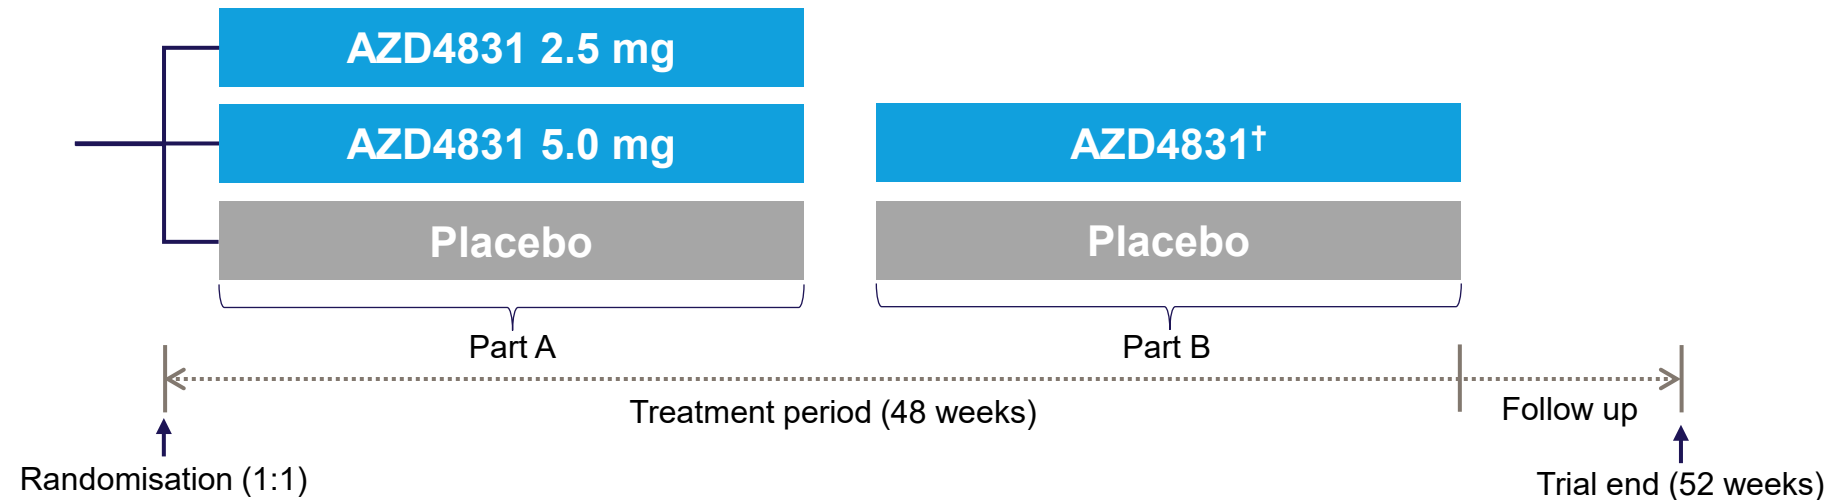 AZD4831 2.5 mg
AZD4831 5.0 mg
AZD4831†
Placebo
Placebo
Part A
Part B
Treatment period (48 weeks)
Follow up
Randomisation (1:1)
Trial end (52 weeks)